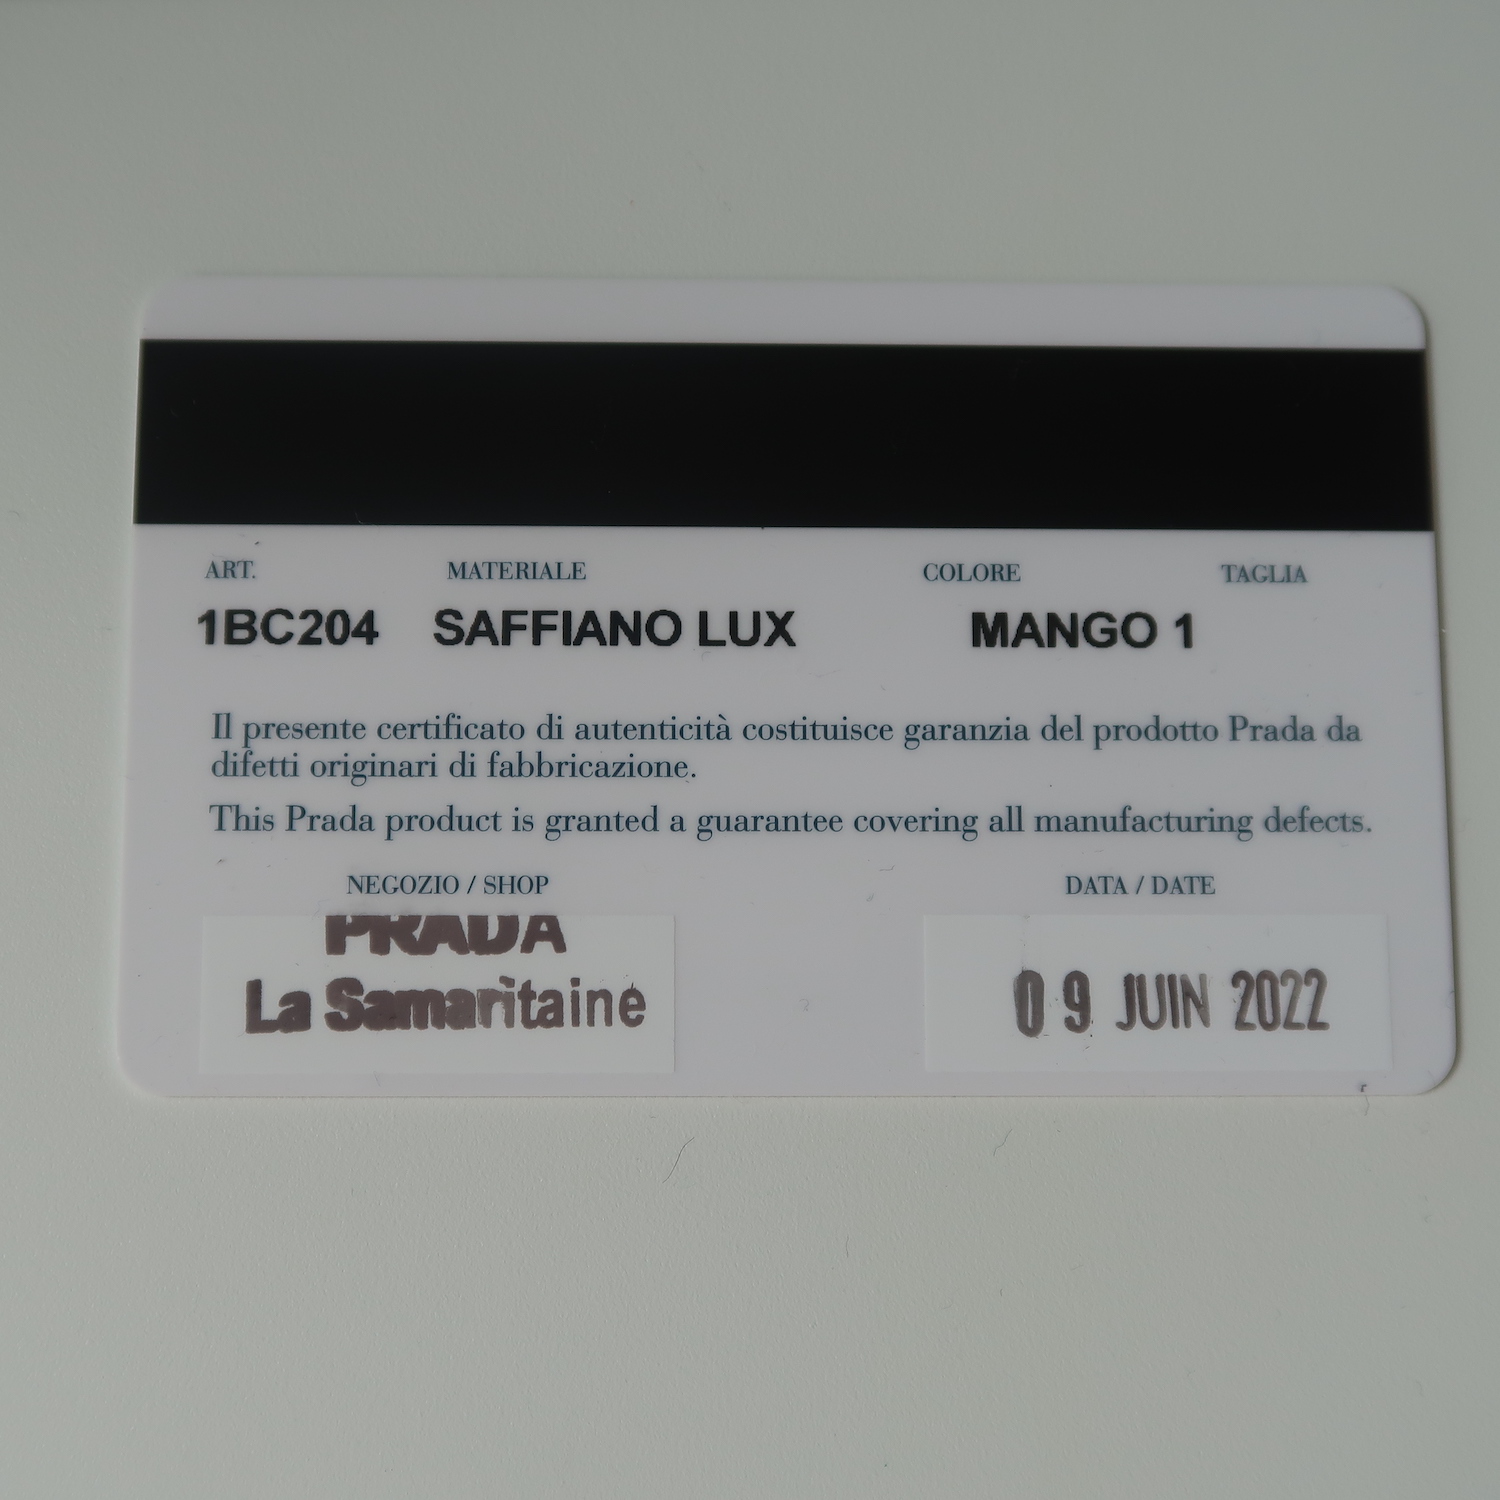 ART. MATERIALE COLORE TAGLIA
1BC204 SAFFIANO LUX MANGO 1
Il presente certificato di autenticità costituisce garanzia del prodotto Prada da
difetti originari di fabbricazione.
This Prada product is granted a guarantee covering all manufacturing defects.
NEGOZIO / SHOP DATA / DATE
PRADA
La Samaritaine 09 JUIN 2022